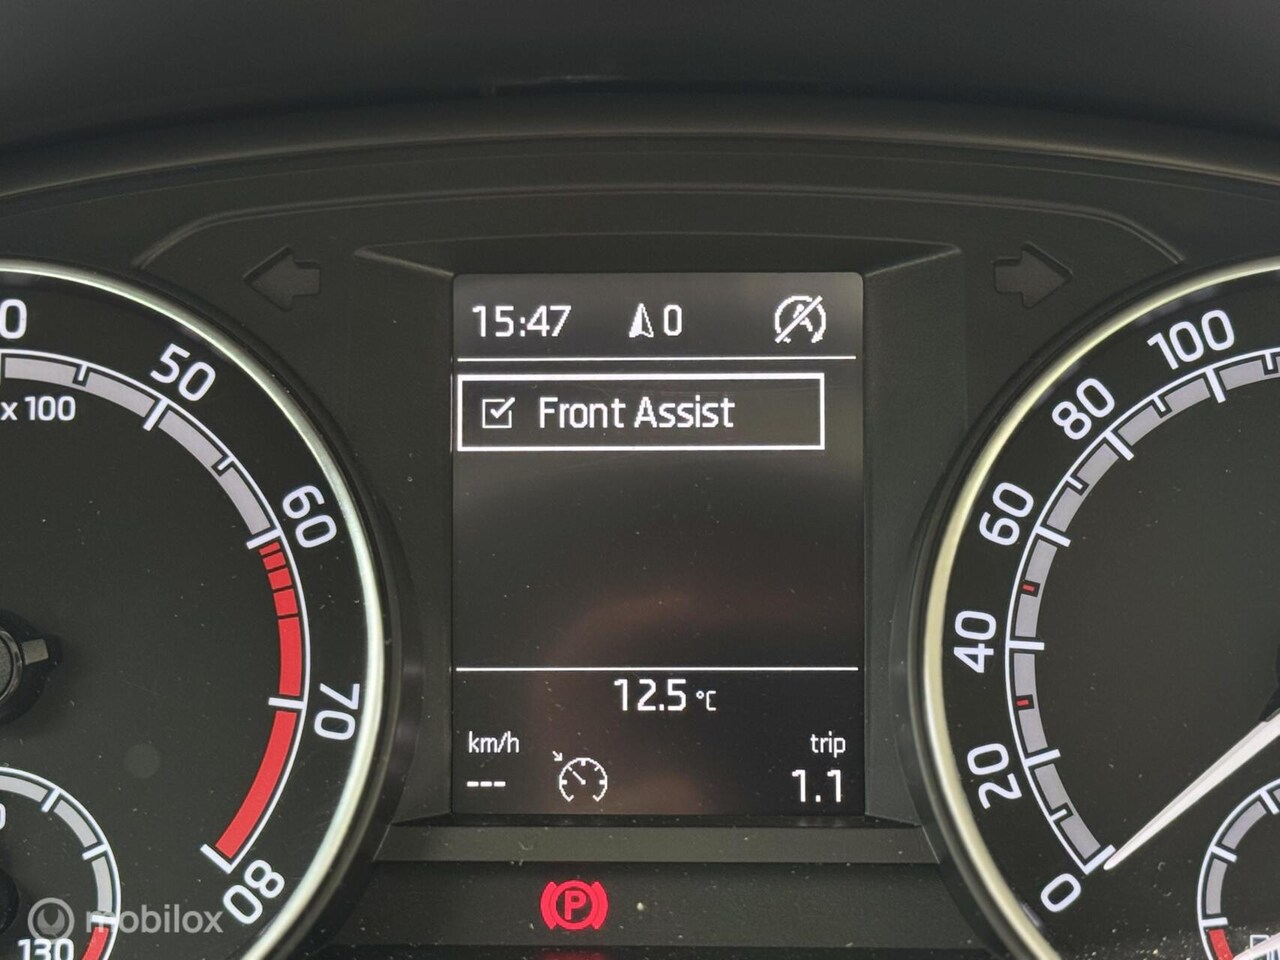 15:47 0
Front Assist
12.5 °C
km/h trip
--- 1.1
0 50 60 70 80
x 100
0 20 40 60 80 100
P
130
mobilox